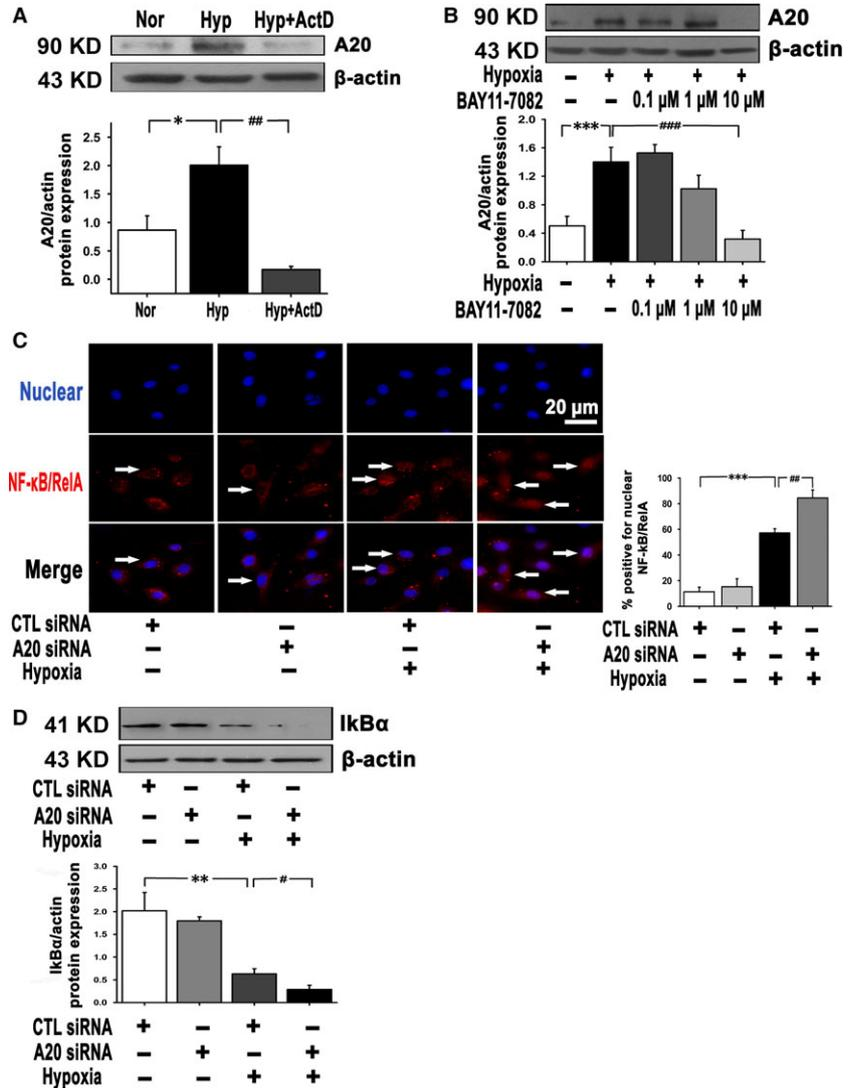 A
Nor Hyp Hyp+ActD
90 KD A20
43 KD β-actin
* ##
A20/actin
protein expression
2.5
2.0
1.5
1.0
0.5
0.0
Nor Hyp Hyp+ActD
B
90 KD A20
43 KD β-actin
Hypoxia – + + + +
BAY11-7082 – – 0.1 μM 1 μM 10 μM
*** ###
A20/actin
protein expression
2.0
1.6
1.2
0.8
0.4
0.0
Hypoxia – + + + +
BAY11-7082 – – 0.1 μM 1 μM 10 μM
C
Nuclear
20 μm
NF-κB/RelA
Merge
CTL siRNA + – + –
A20 siRNA – + – +
Hypoxia – – + +
*** ##
% positive for nuclear
NF-kB/RelA
100
80
60
40
20
0
CTL siRNA + – + –
A20 siRNA – + – +
Hypoxia – – + +
D
41 KD IkBα
43 KD β-actin
CTL siRNA + – + –
A20 siRNA – + – +
Hypoxia – – + +
** #
IkBα/actin
protein expression
3.0
2.5
2.0
1.5
1.0
0.5
0.0
CTL siRNA + – + –
A20 siRNA – + – +
Hypoxia – – + +